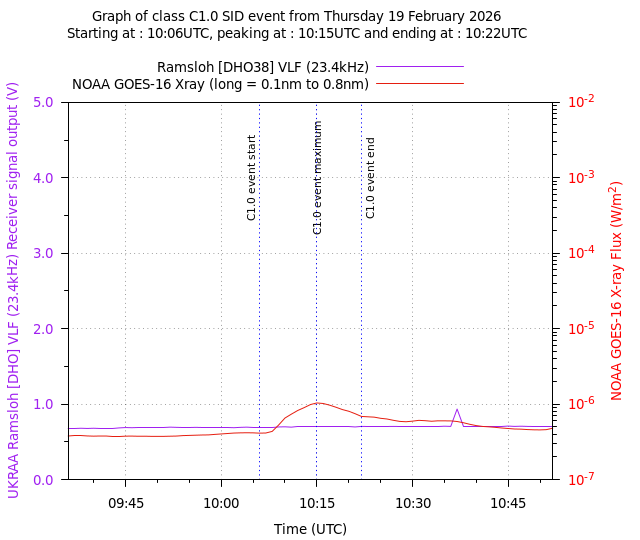 Graph of class C1.0 SID event from Thursday 19 February 2026
Starting at : 10:06UTC, peaking at : 10:15UTC and ending at : 10:22UTC
Ramsloh [DHO38] VLF (23.4kHz)
NOAA GOES-16 Xray (long = 0.1nm to 0.8nm)
UKRAA Ramsloh [DHO] VLF (23.4kHz) Receiver signal output (V)
5.0
4.0
3.0
2.0
1.0
0.0
C1.0 event start
C1.0 event maximum
C1.0 event end
10^-2
10^-3
10^-4
10^-5
10^-6
10^-7
NOAA GOES-16 X-ray Flux (W/m²)
09:45 10:00 10:15 10:30 10:45
Time (UTC)